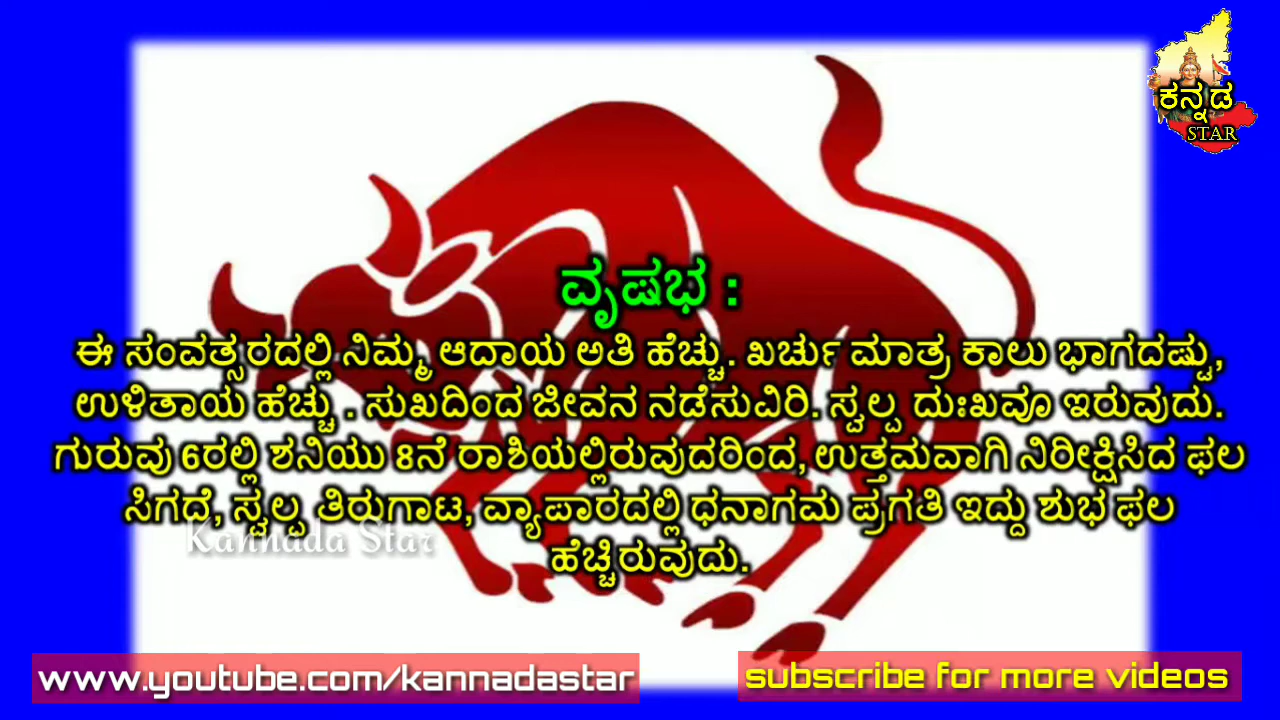 ಕನ್ನಡ
STAR
ವೃಷಭ :
ಈ ಸಂವತ್ಸರದಲ್ಲಿ ನಿಮ್ಮ ಆದಾಯ ಅತಿ ಹೆಚ್ಚು. ಖರ್ಚು ಮಾತ್ರ ಕಾಲು ಭಾಗದಷ್ಟು,
ಉಳಿತಾಯ ಹೆಚ್ಚು . ಸುಖದಿಂದ ಜೀವನ ನಡೆಸುವಿರಿ. ಸ್ವಲ್ಪ ದುಃಖವೂ ಇರುವುದು.
ಗುರುವು 6ರಲ್ಲಿ ಶನಿಯು 8ನೆ ರಾಶಿಯಲ್ಲಿರುವುದರಿಂದ, ಉತ್ತಮವಾಗಿ ನಿರೀಕ್ಷಿಸಿದ ಫಲ
ಸಿಗದೆ, ಸ್ವಲ್ಪ ತಿರುಗಾಟ, ವ್ಯಾಪಾರದಲ್ಲಿ ಧನಾಗಮ ಪ್ರಗತಿ ಇದ್ದು ಶುಭ ಫಲ
Kannada Star
ಹೆಚ್ಚಿರುವುದು.
www.youtube.com/kannadastar
subscribe for more videos